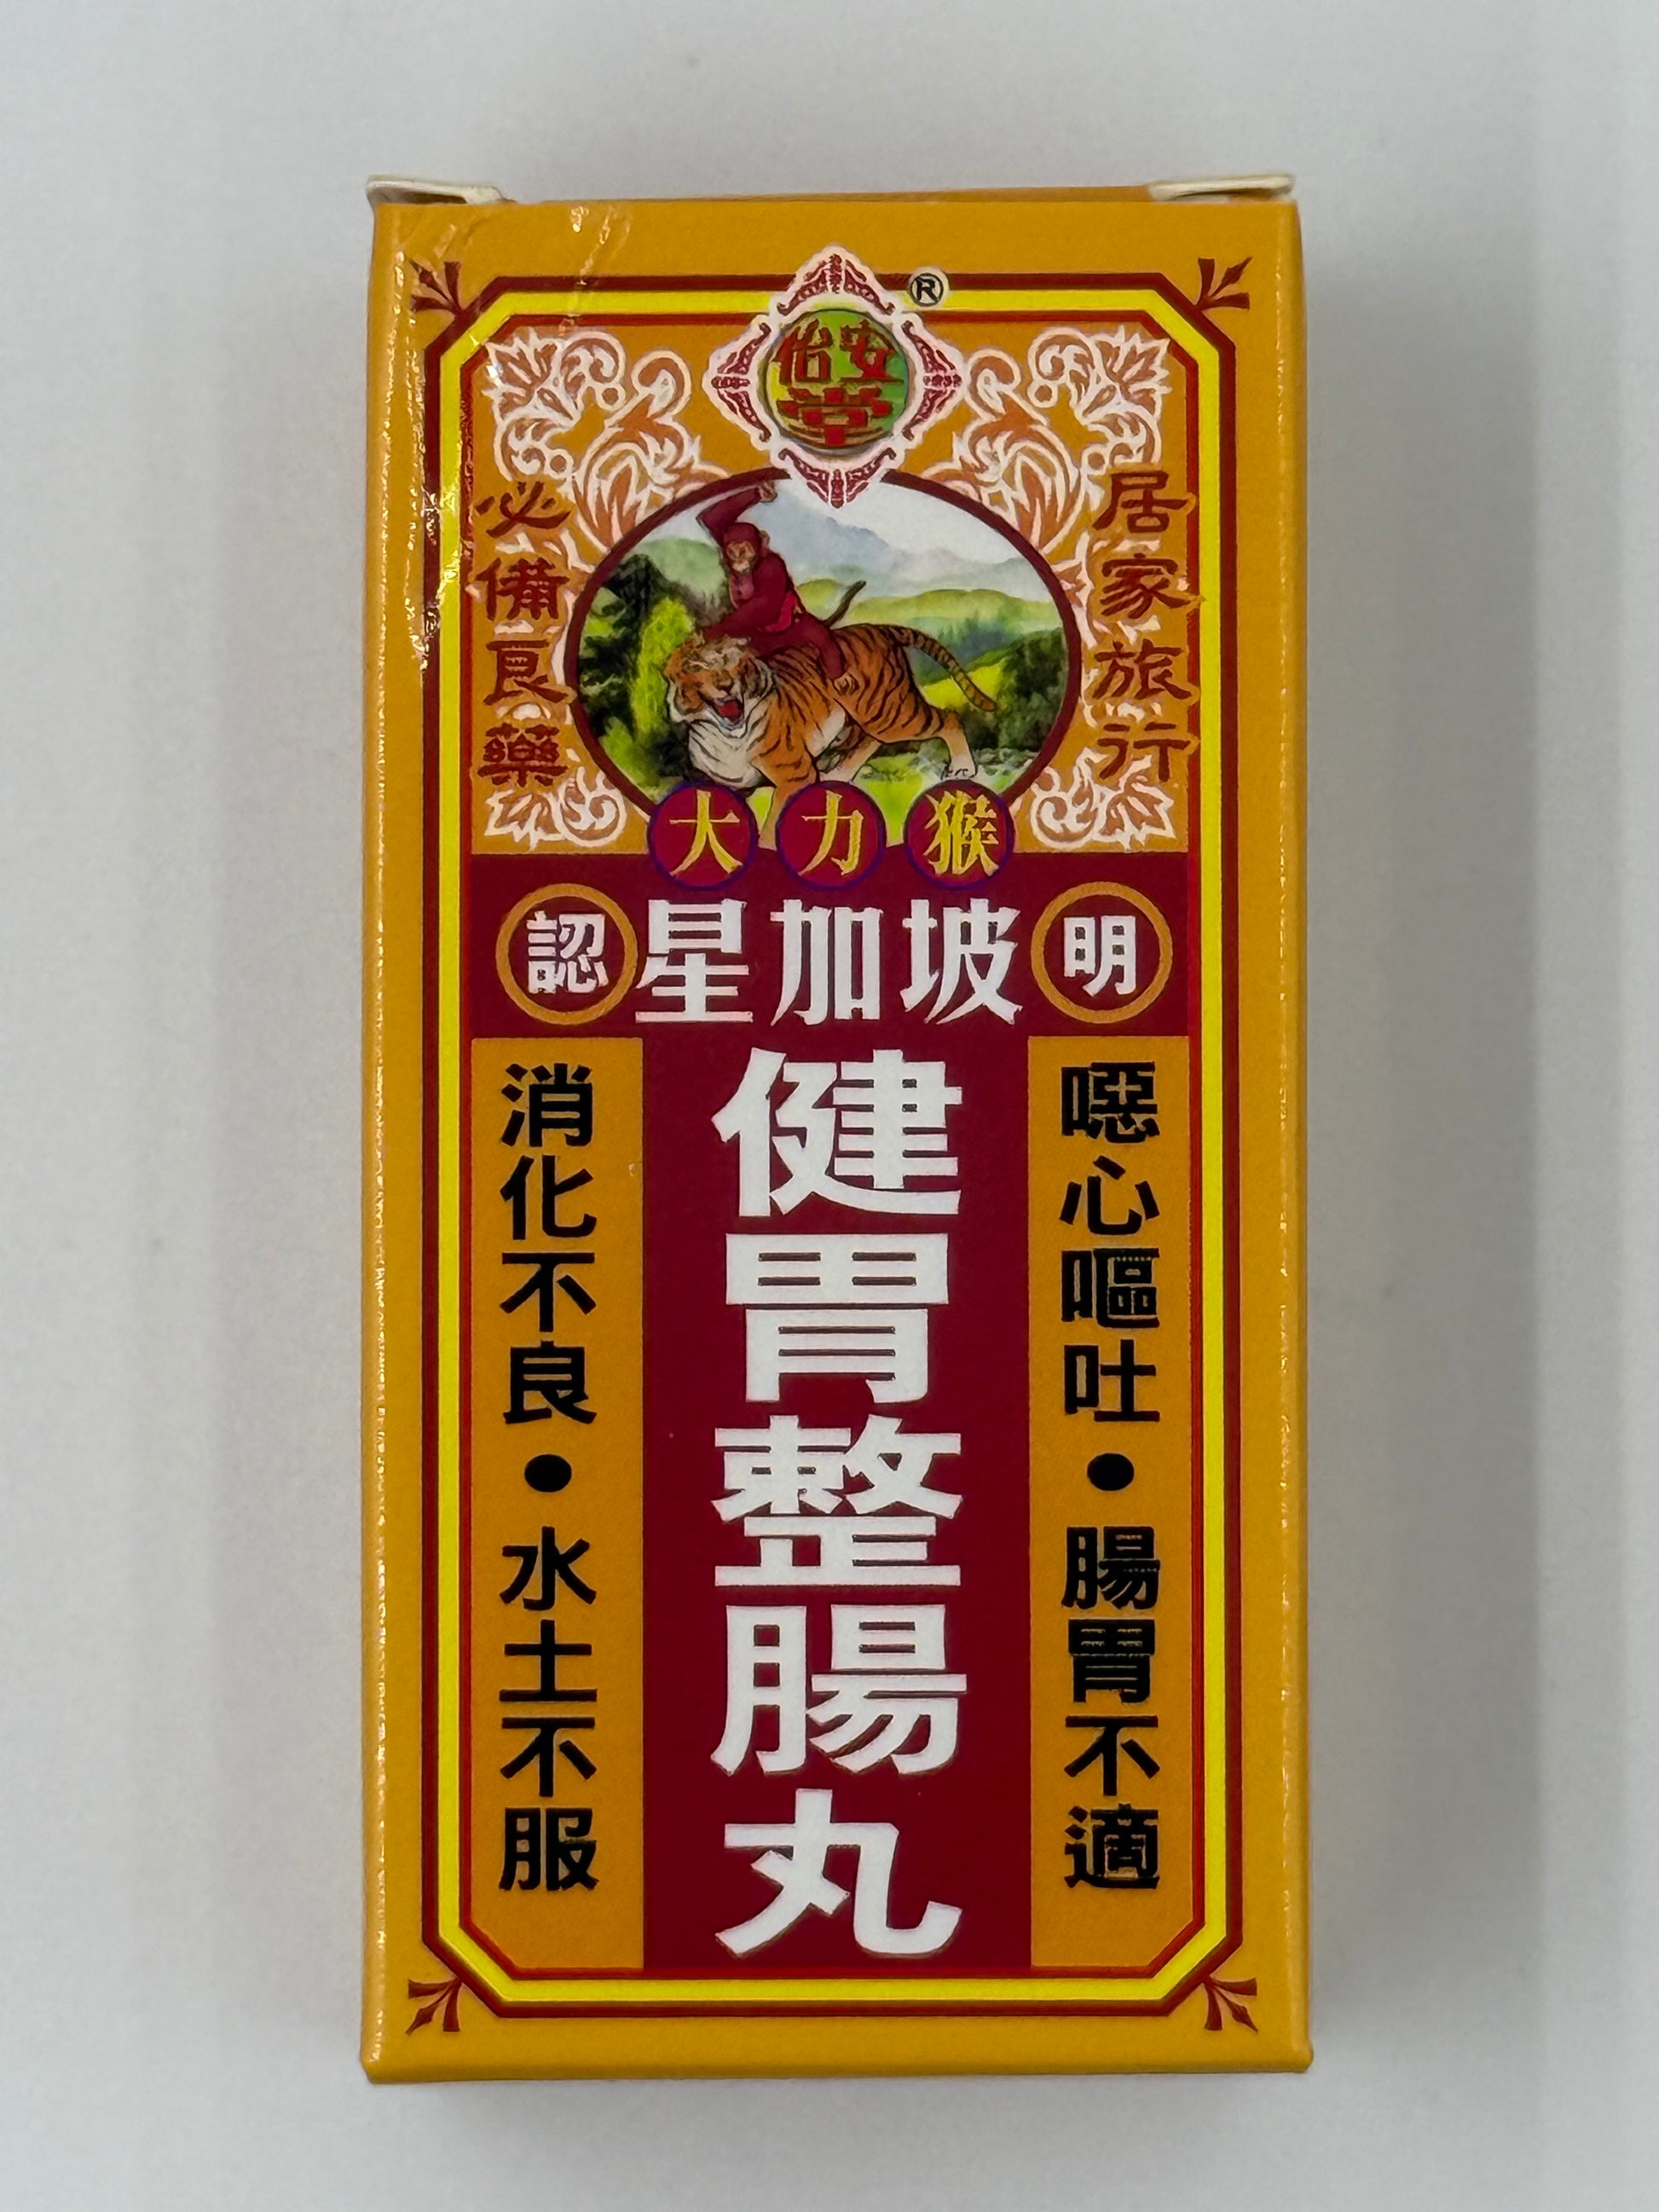 ®
怡安堂
居家旅行
必備良藥
大力猴
認星加坡明
噁心嘔吐•腸胃不適
健胃整腸丸
消化不良•水土不服